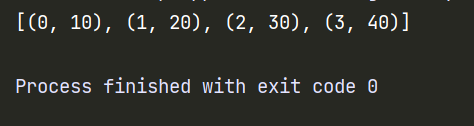 [(0, 10), (1, 20), (2, 30), (3, 40)]
Process finished with exit code 0